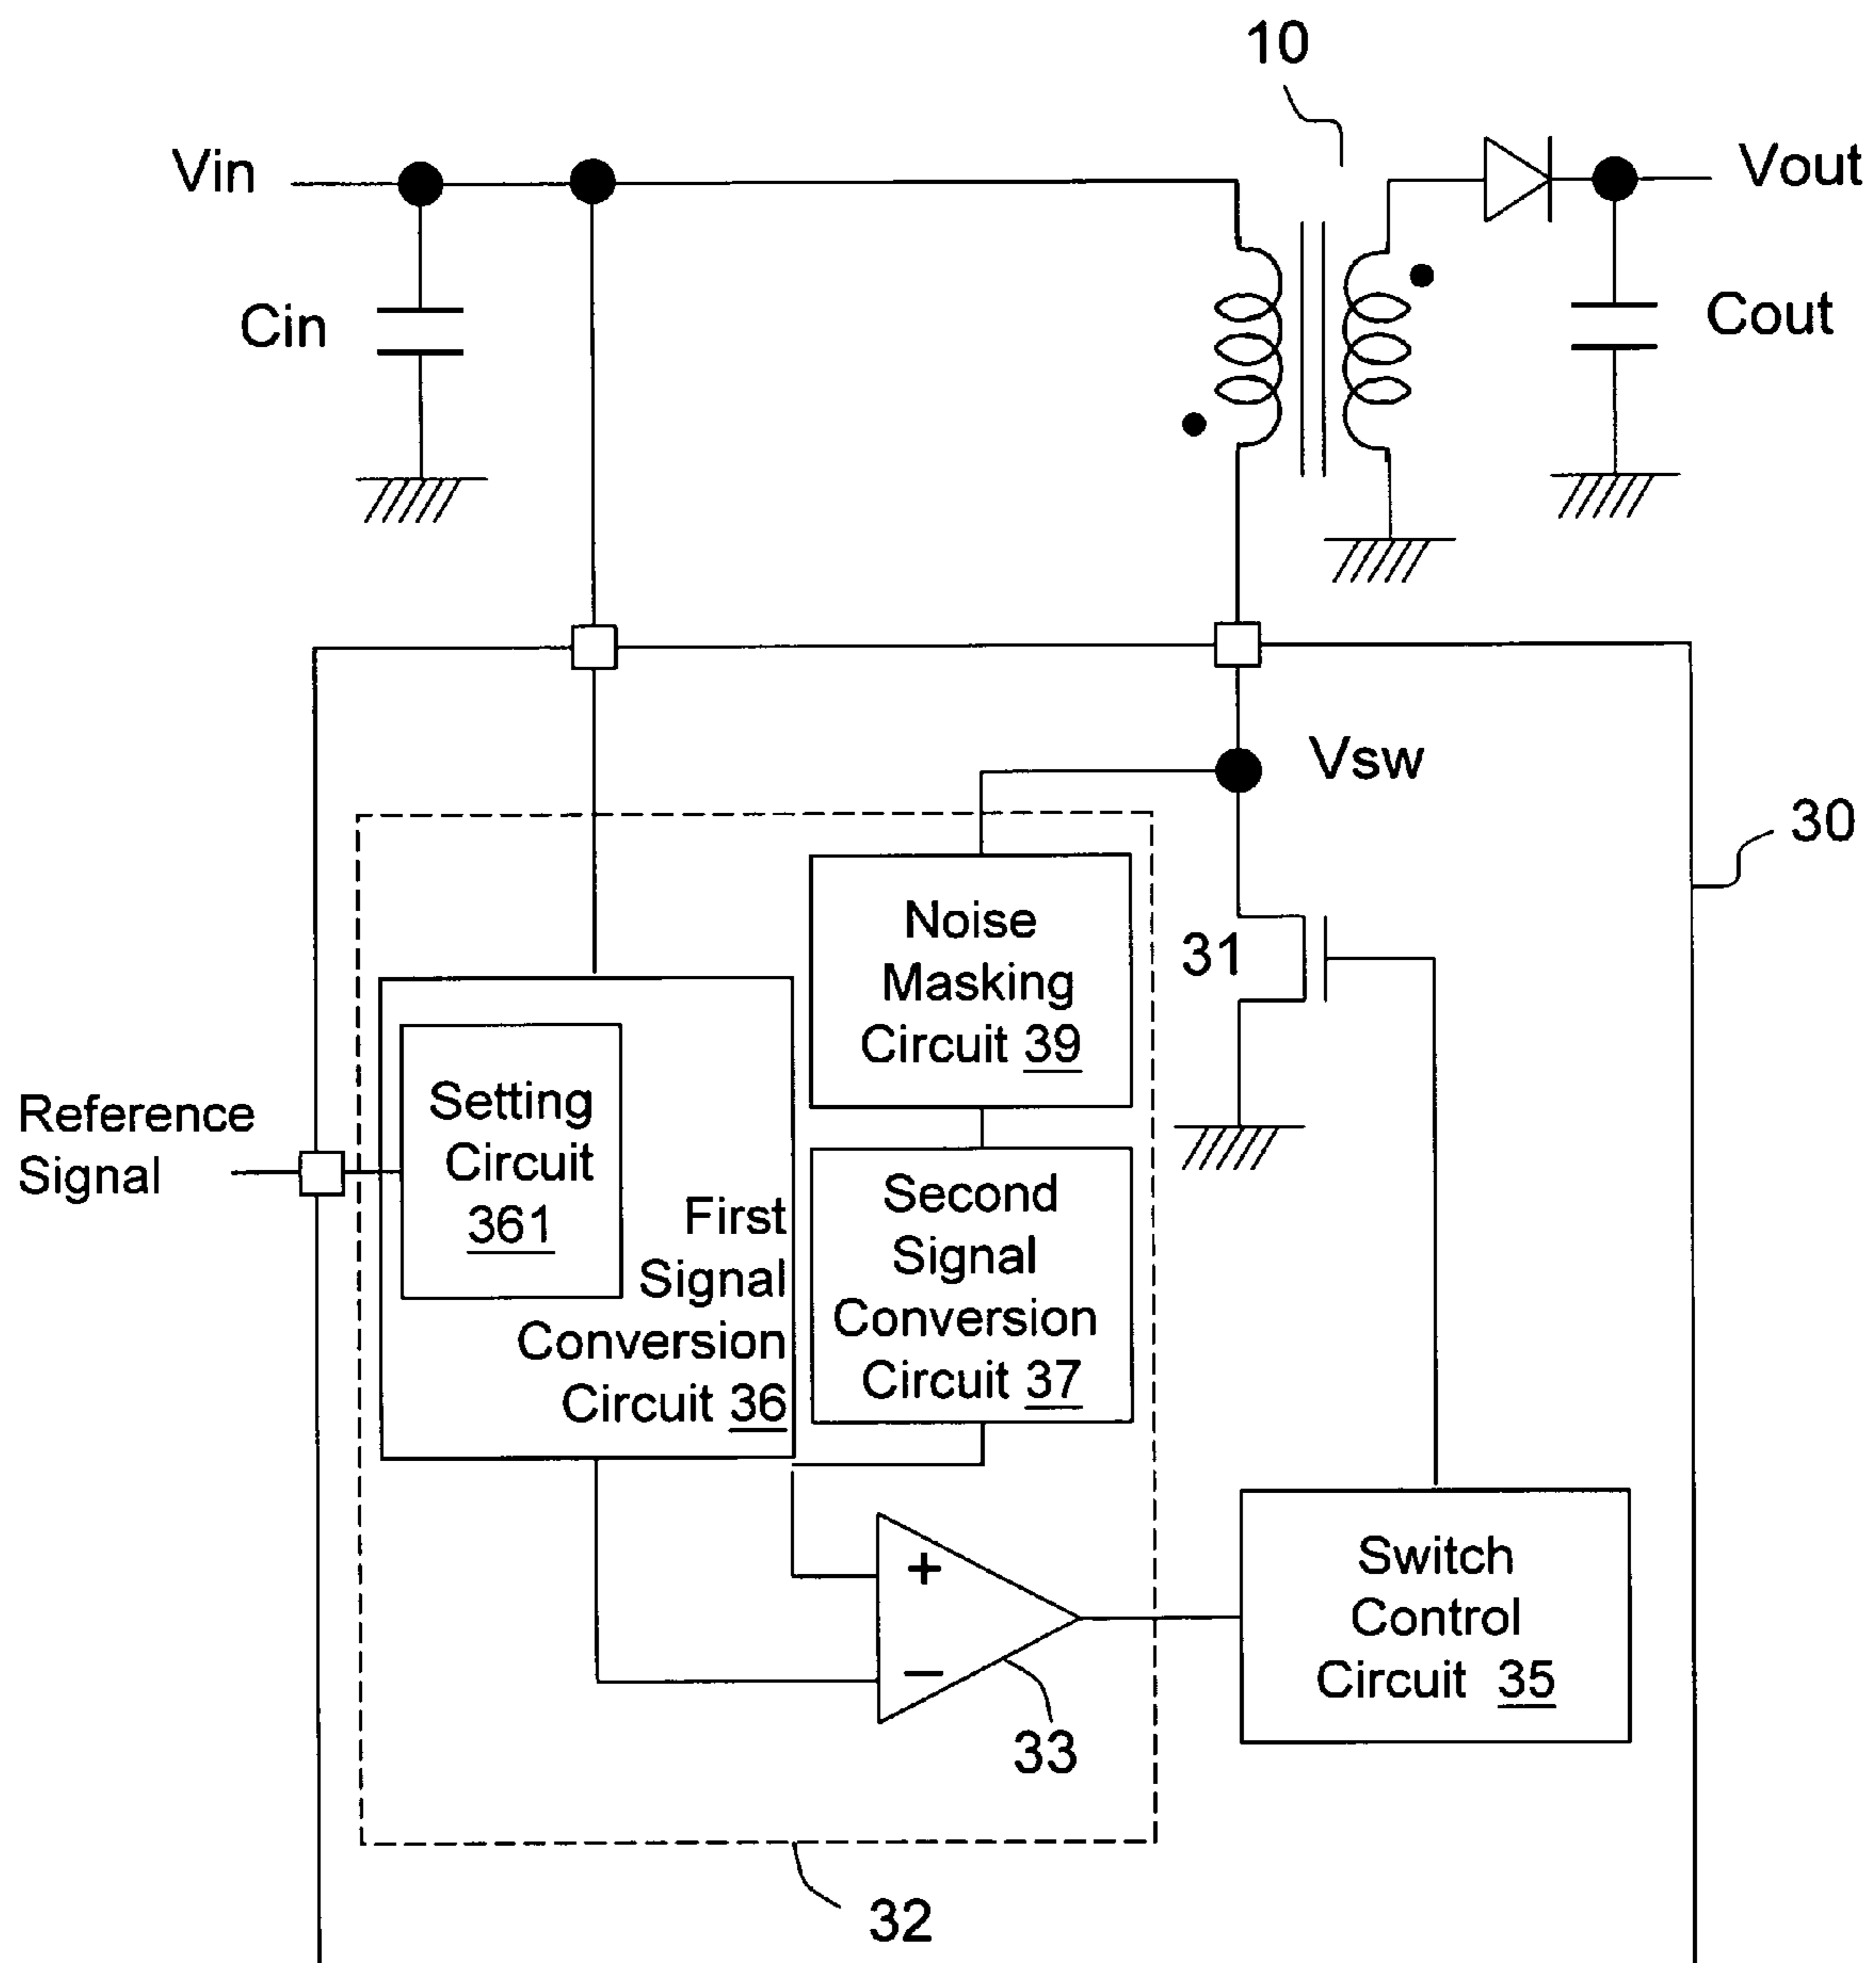 10
Vin
Vout
Cin
Cout
Vsw
30
Noise
Masking
Circuit 39
31
Setting
Circuit
361
Reference
Signal
First
Signal
Conversion
Circuit 36
Second
Signal
Conversion
Circuit 37
+
−
33
Switch
Control
Circuit 35
32